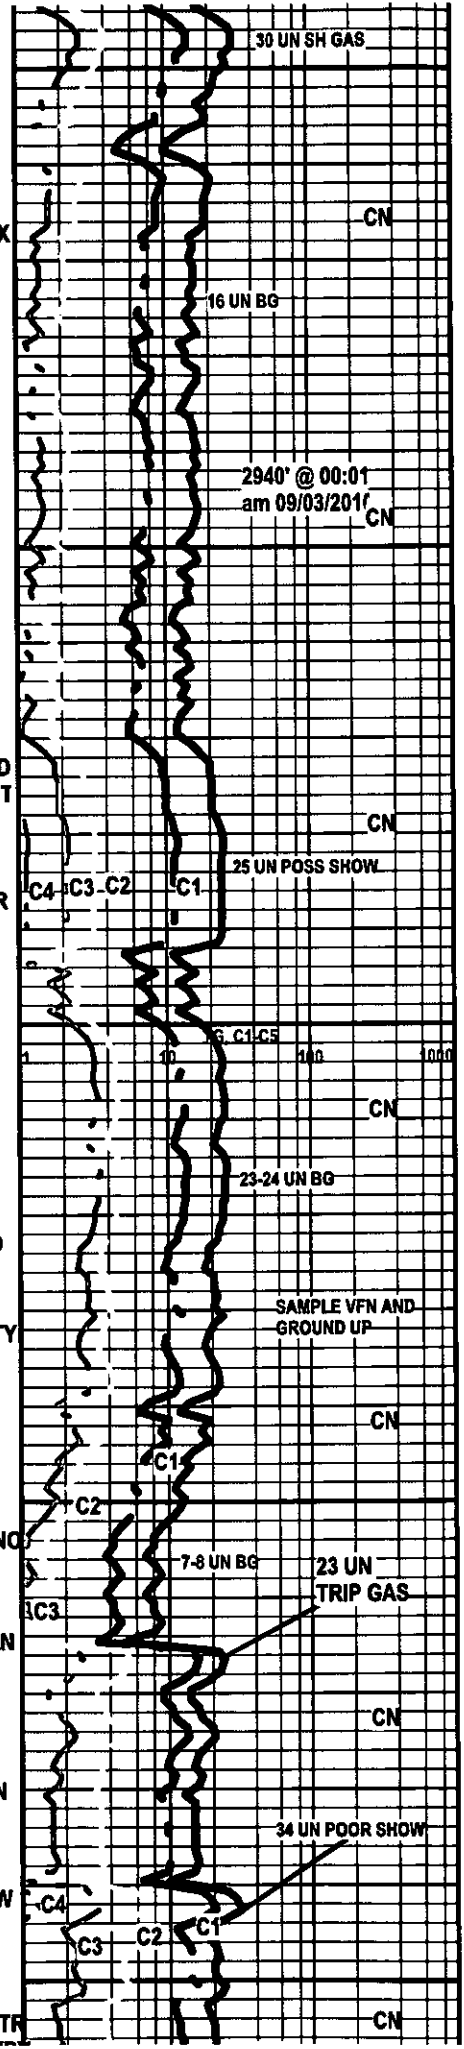 30 UN SH GAS
CN
X
16 UN BG
2940' @ 00:01
am 09/03/201
CN
D
T
CN
25 UN POSS SHOW
R
C4 C3 C2 C1
G, C1-C5
1 10 100 1000
CN
23-24 UN BG
SAMPLE VFN AND
GROUND UP
TY
CN
C1
C2
NO
7-8 UN BG
23 UN
TRIP GAS
C3
N
CN
N
34 UN POOR SHOW
W
C4
C1
C2
C3
TR
CN